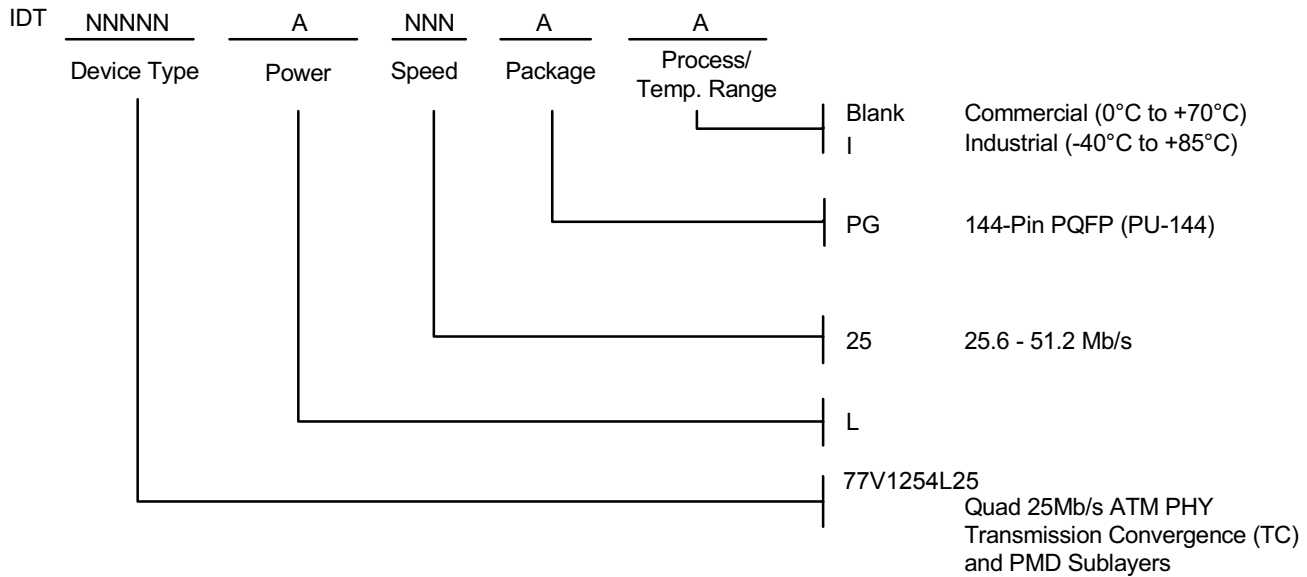 IDT NNNNN A NNN A A
Device Type Power Speed Package Process/
Temp. Range
Blank Commercial (0°C to +70°C)
I Industrial (-40°C to +85°C)
PG 144-Pin PQFP (PU-144)
25 25.6 - 51.2 Mb/s
L
77V1254L25
Quad 25Mb/s ATM PHY
Transmission Convergence (TC)
and PMD Sublayers